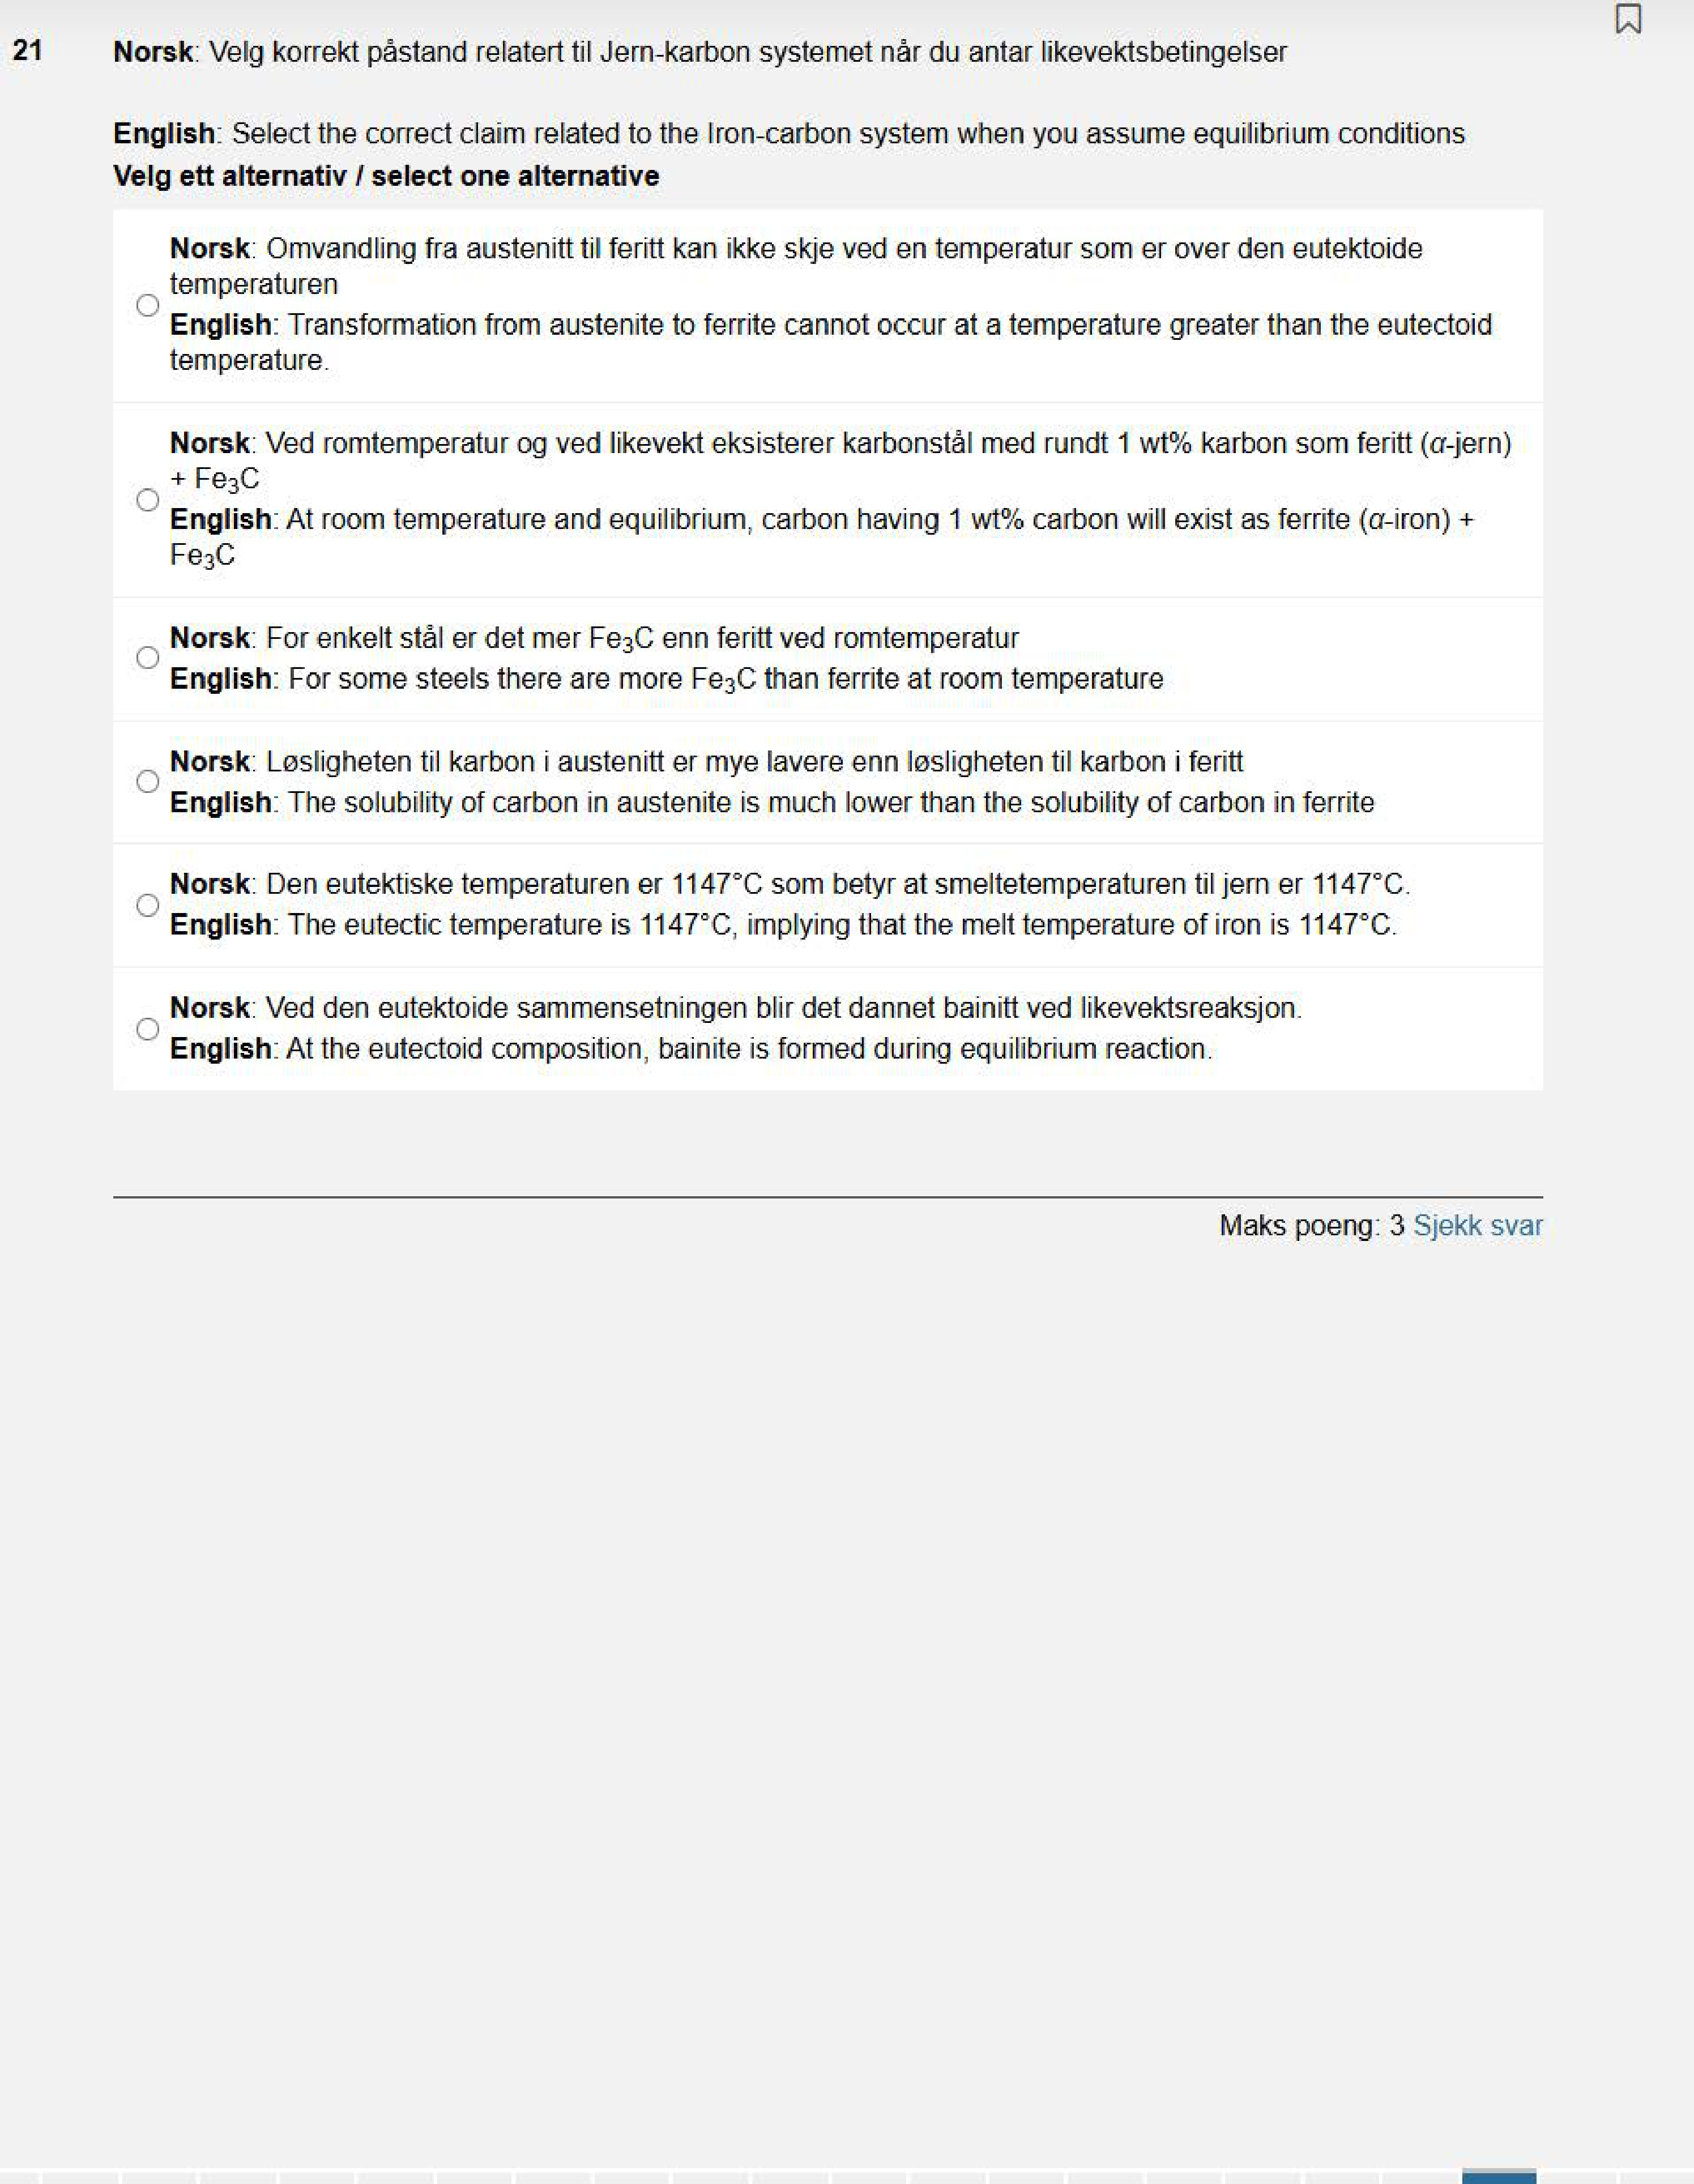 21
Norsk: Velg korrekt påstand relatert til Jern-karbon systemet når du antar likevektsbetingelser
English: Select the correct claim related to the Iron-carbon system when you assume equilibrium conditions
Velg ett alternativ / select one alternative
Norsk: Omvandling fra austenitt til feritt kan ikke skje ved en temperatur som er over den eutektoide
temperaturen
English: Transformation from austenite to ferrite cannot occur at a temperature greater than the eutectoid
temperature.
Norsk: Ved romtemperatur og ved likevekt eksisterer karbonstål med rundt 1 wt% karbon som feritt (α-jern)
+ Fe₃C
English: At room temperature and equilibrium, carbon having 1 wt% carbon will exist as ferrite (α-iron) +
Fe₃C
Norsk: For enkelt stål er det mer Fe₃C enn feritt ved romtemperatur
English: For some steels there are more Fe₃C than ferrite at room temperature
Norsk: Løsligheten til karbon i austenitt er mye lavere enn løsligheten til karbon i feritt
English: The solubility of carbon in austenite is much lower than the solubility of carbon in ferrite
Norsk: Den eutektiske temperaturen er 1147°C som betyr at smeltetemperaturen til jern er 1147°C.
English: The eutectic temperature is 1147°C, implying that the melt temperature of iron is 1147°C.
Norsk: Ved den eutektoide sammensetningen blir det dannet bainitt ved likevektsreaksjon.
English: At the eutectoid composition, bainite is formed during equilibrium reaction.
Maks poeng: 3 Sjekk svar